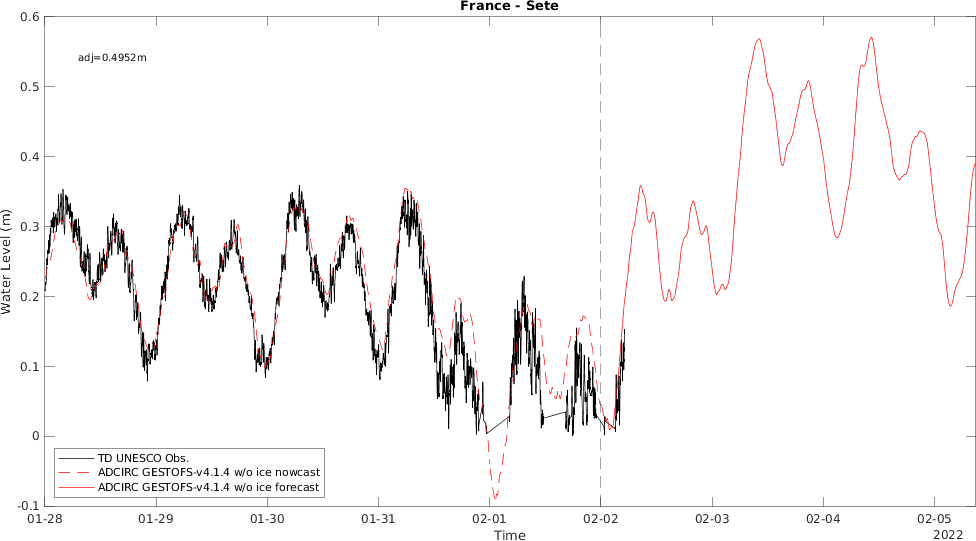 France - Sete
adj=0.4952m
0.6
0.5
0.4
0.3
0.2
0.1
0
-0.1
Water Level (m)
TD UNESCO Obs.
ADCIRC GESTOFS-v4.1.4 w/o ice nowcast
ADCIRC GESTOFS-v4.1.4 w/o ice forecast
01-28 01-29 01-30 01-31 02-01 02-02 02-03 02-04 02-05
Time
2022